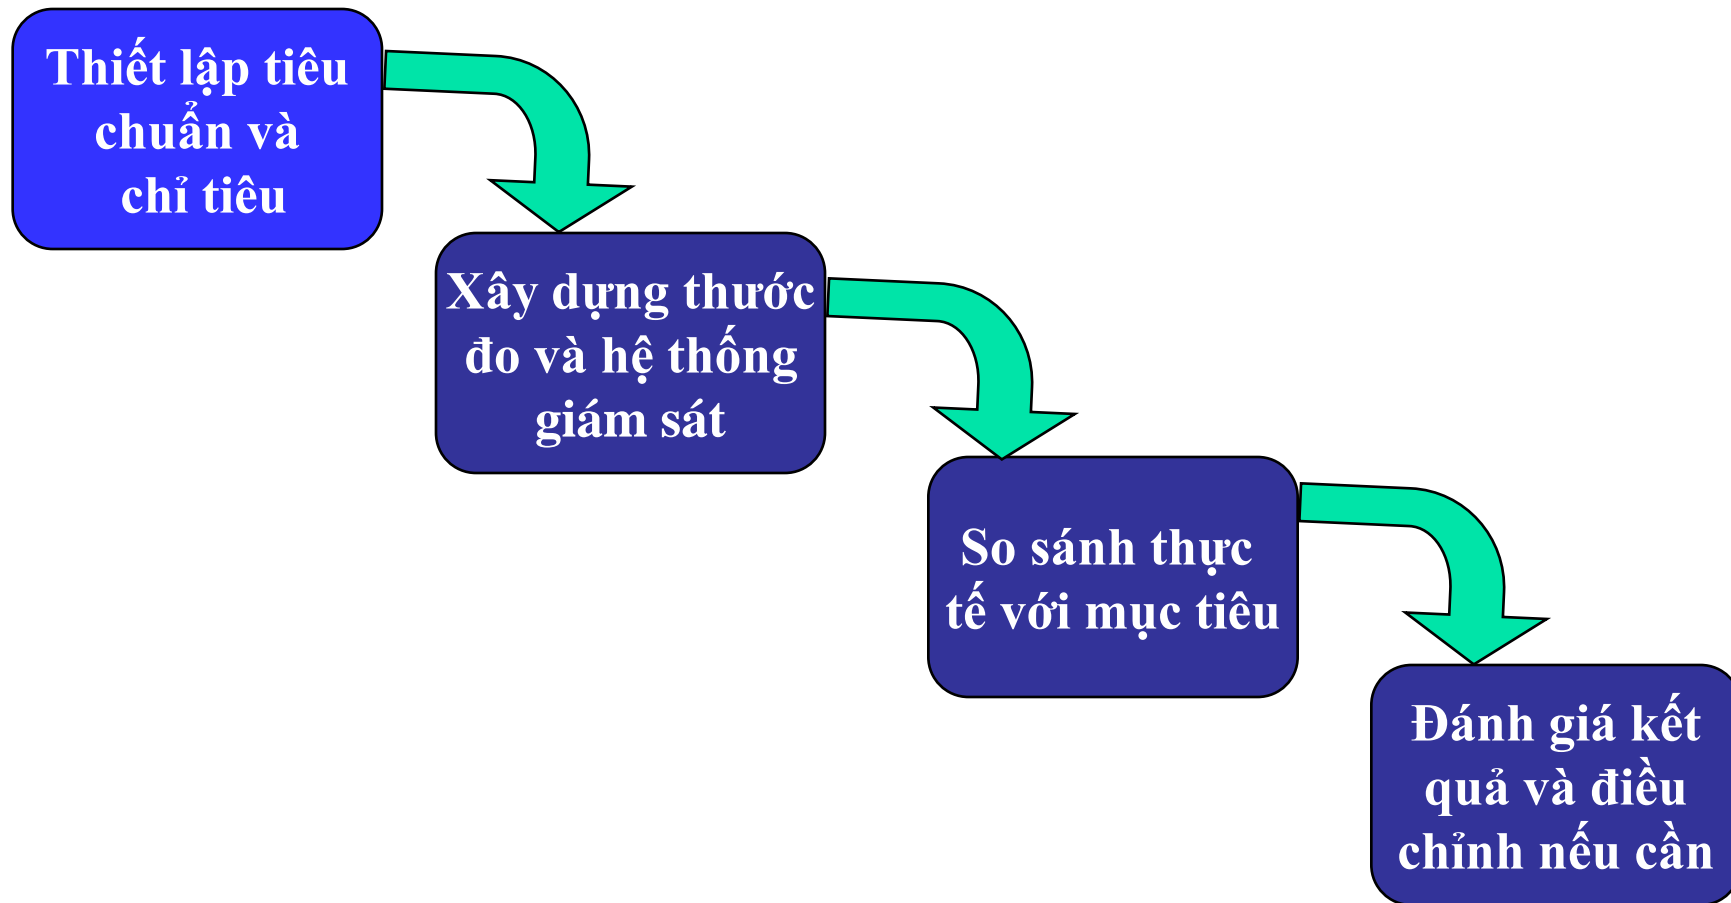 Thiết lập tiêu
chuẩn và
chỉ tiêu
Xây dựng thước
đo và hệ thống
giám sát
So sánh thực
tế với mục tiêu
Đánh giá kết
quả và điều
chỉnh nếu cần